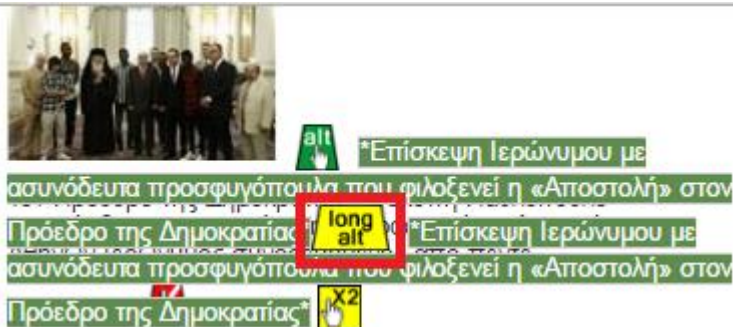 alt *Επίσκεψη Ιερώνυμου με
ασυνόδευτα προσφυγόπουλα που φιλοξενεί η «Αποστολή» στον
Πρόεδρο της Δημοκρατίας long alt *Επίσκεψη Ιερώνυμου με
ασυνόδευτα προσφυγόπουλα που φιλοξενεί η «Αποστολή» στον
Πρόεδρο της Δημοκρατίας* X2